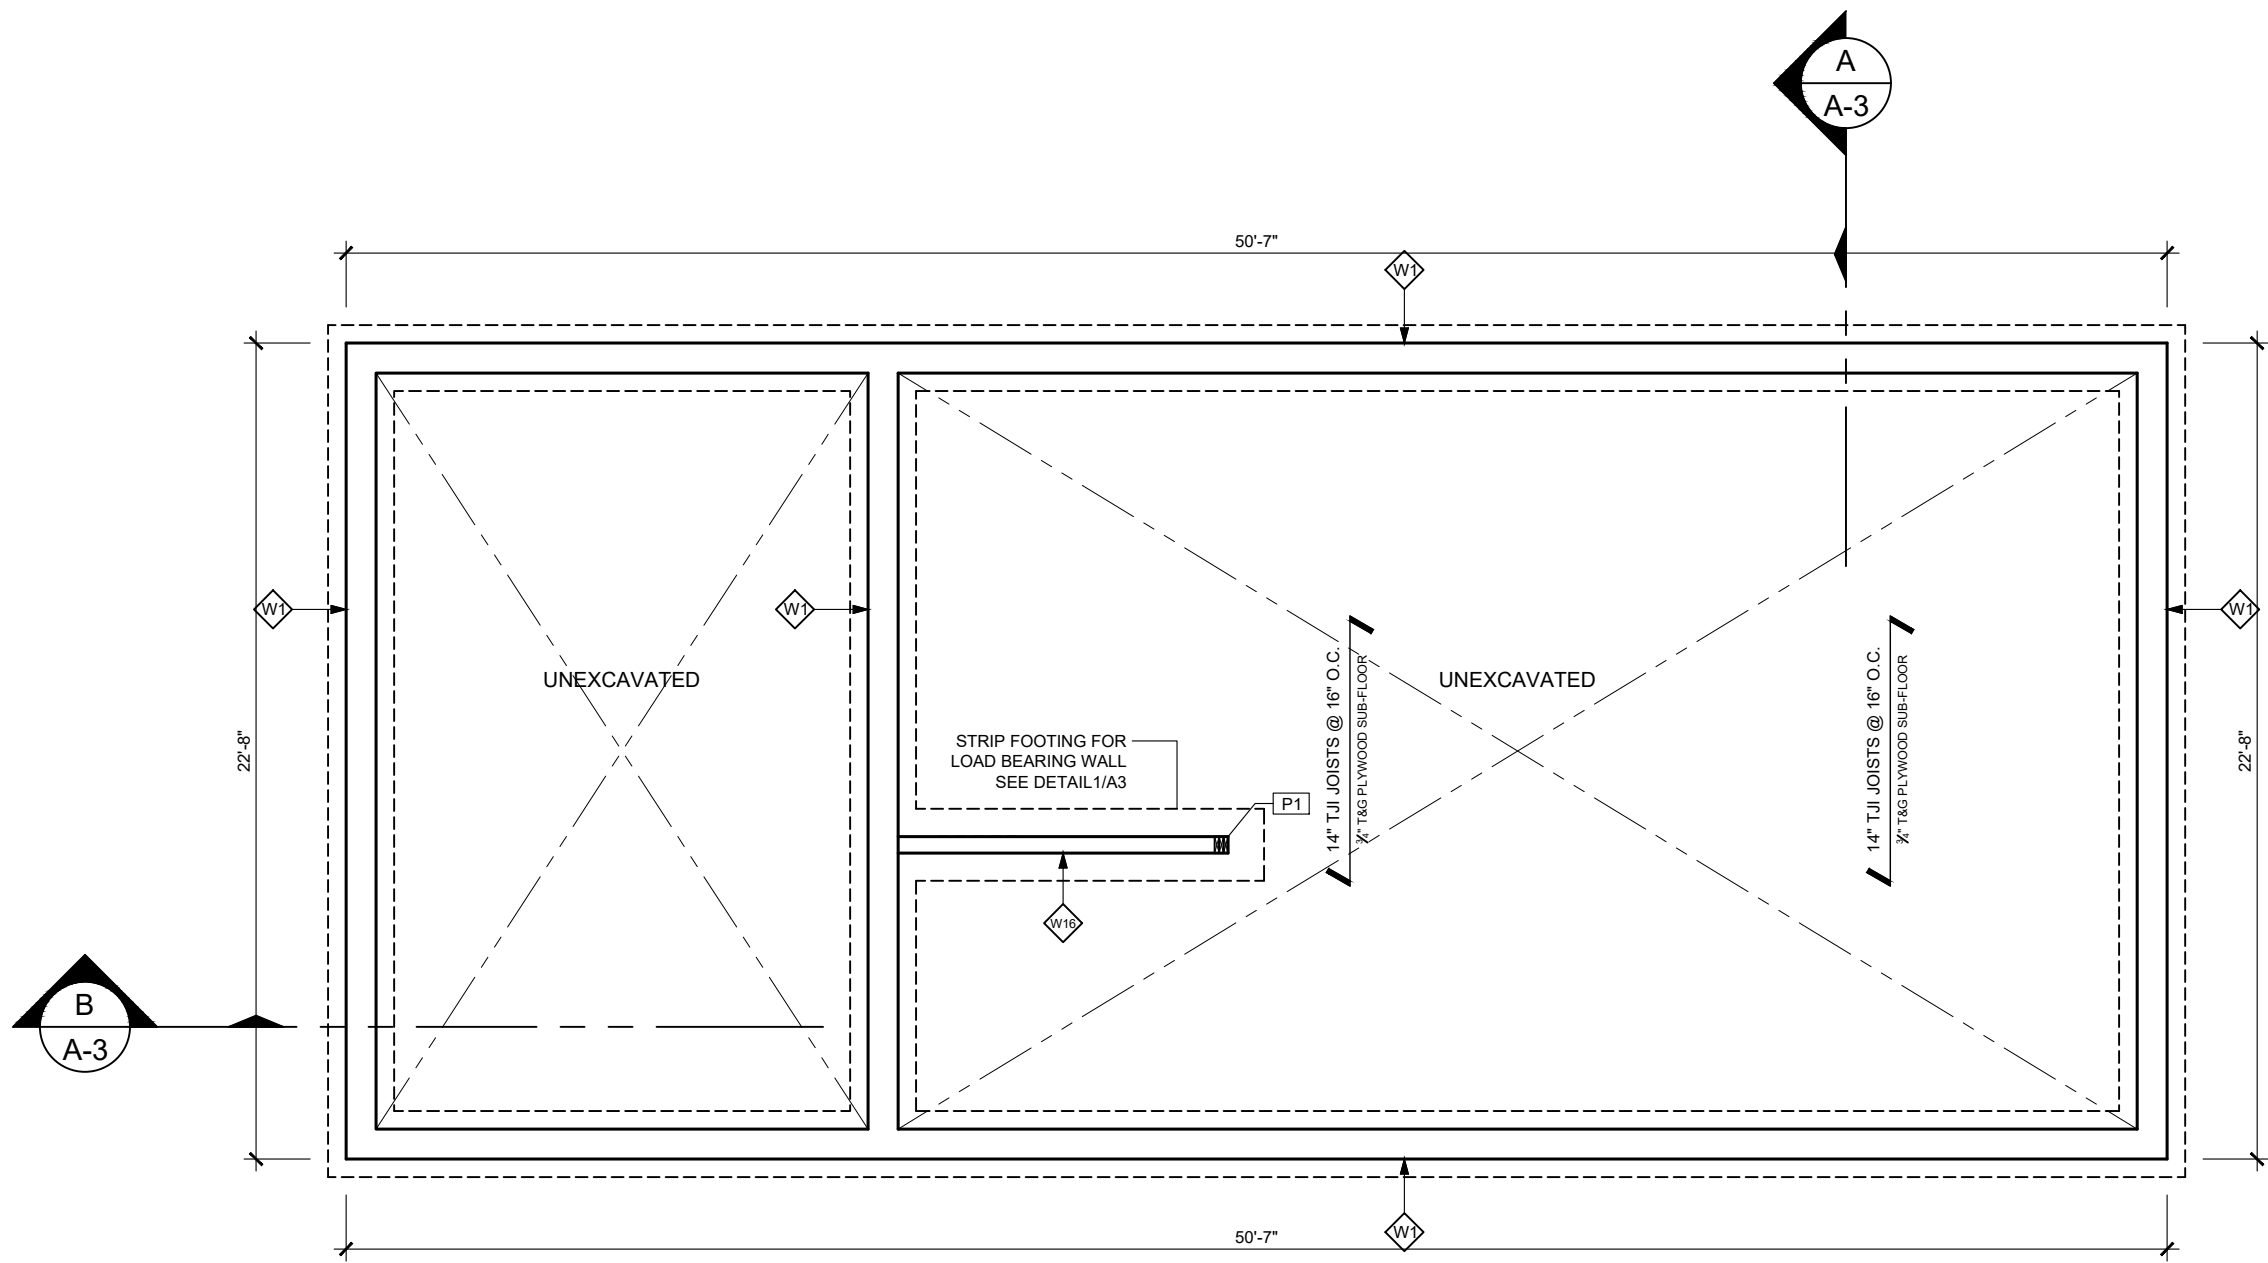 A
A-3
50'-7"
W1
W1
W1
W1
UNEXCAVATED
UNEXCAVATED
22'-8"
22'-8"
STRIP FOOTING FOR
LOAD BEARING WALL
SEE DETAIL1/A3
P1
14" TJI JOISTS @ 16" O.C.
¾" T&G PLYWOOD SUB-FLOOR
14" TJI JOISTS @ 16" O.C.
¾" T&G PLYWOOD SUB-FLOOR
W16
B
A-3
W1
50'-7"